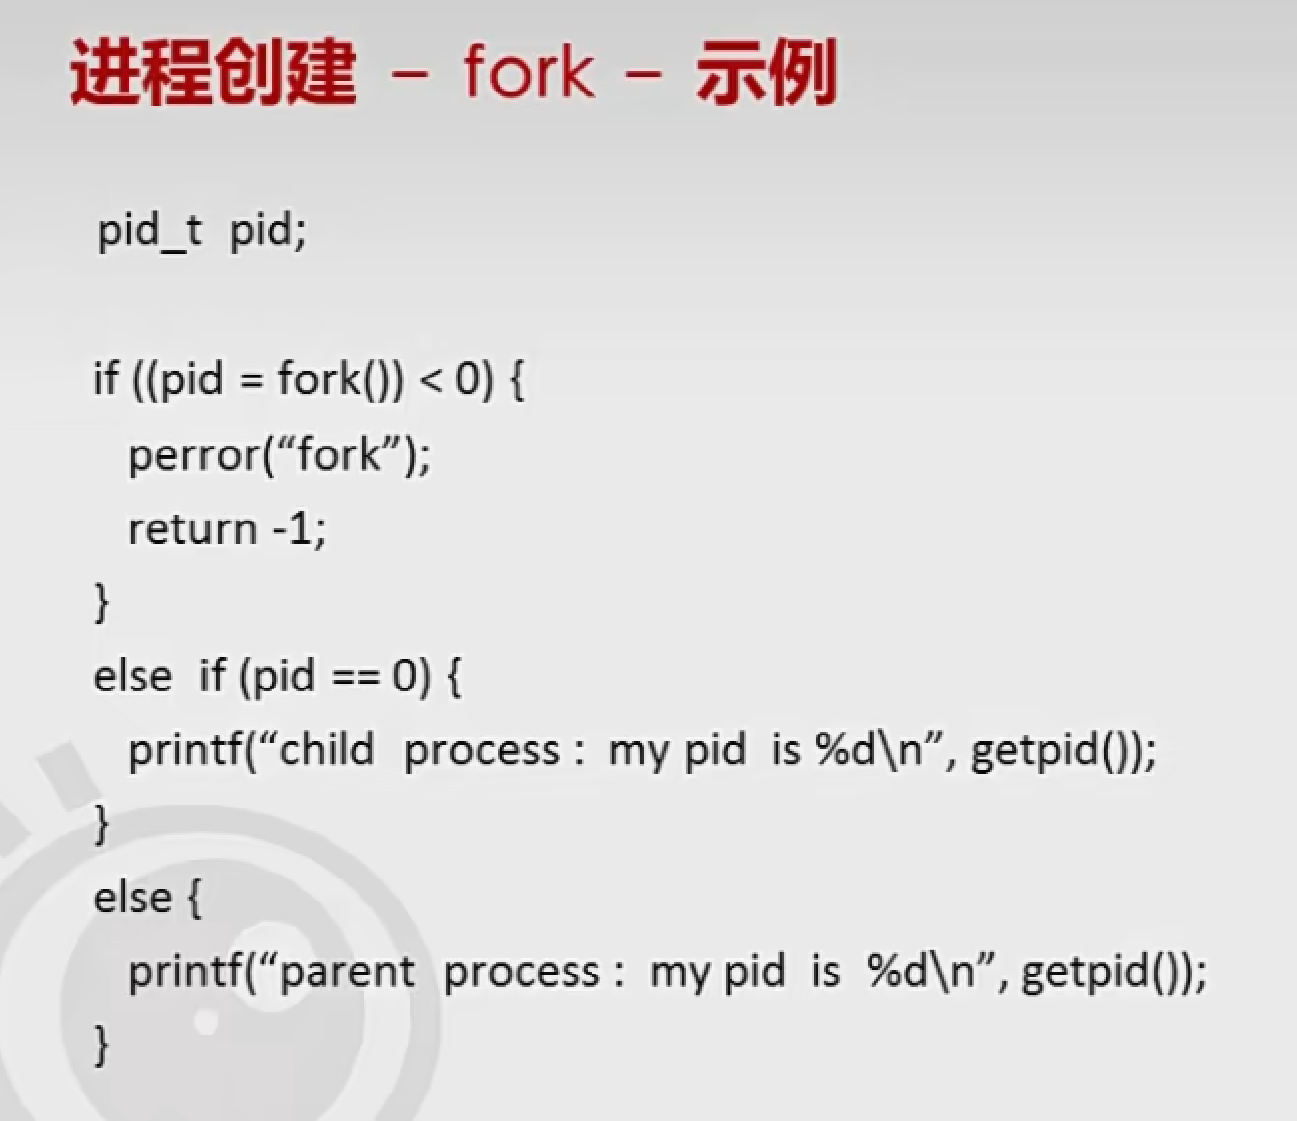 进程创建 – fork – 示例
pid_t pid;
if ((pid = fork()) < 0) {
perror(“fork”);
return -1;
}
else if (pid == 0) {
printf(“child process : my pid is %d\n”, getpid());
}
else {
printf(“parent process : my pid is %d\n”, getpid());
}